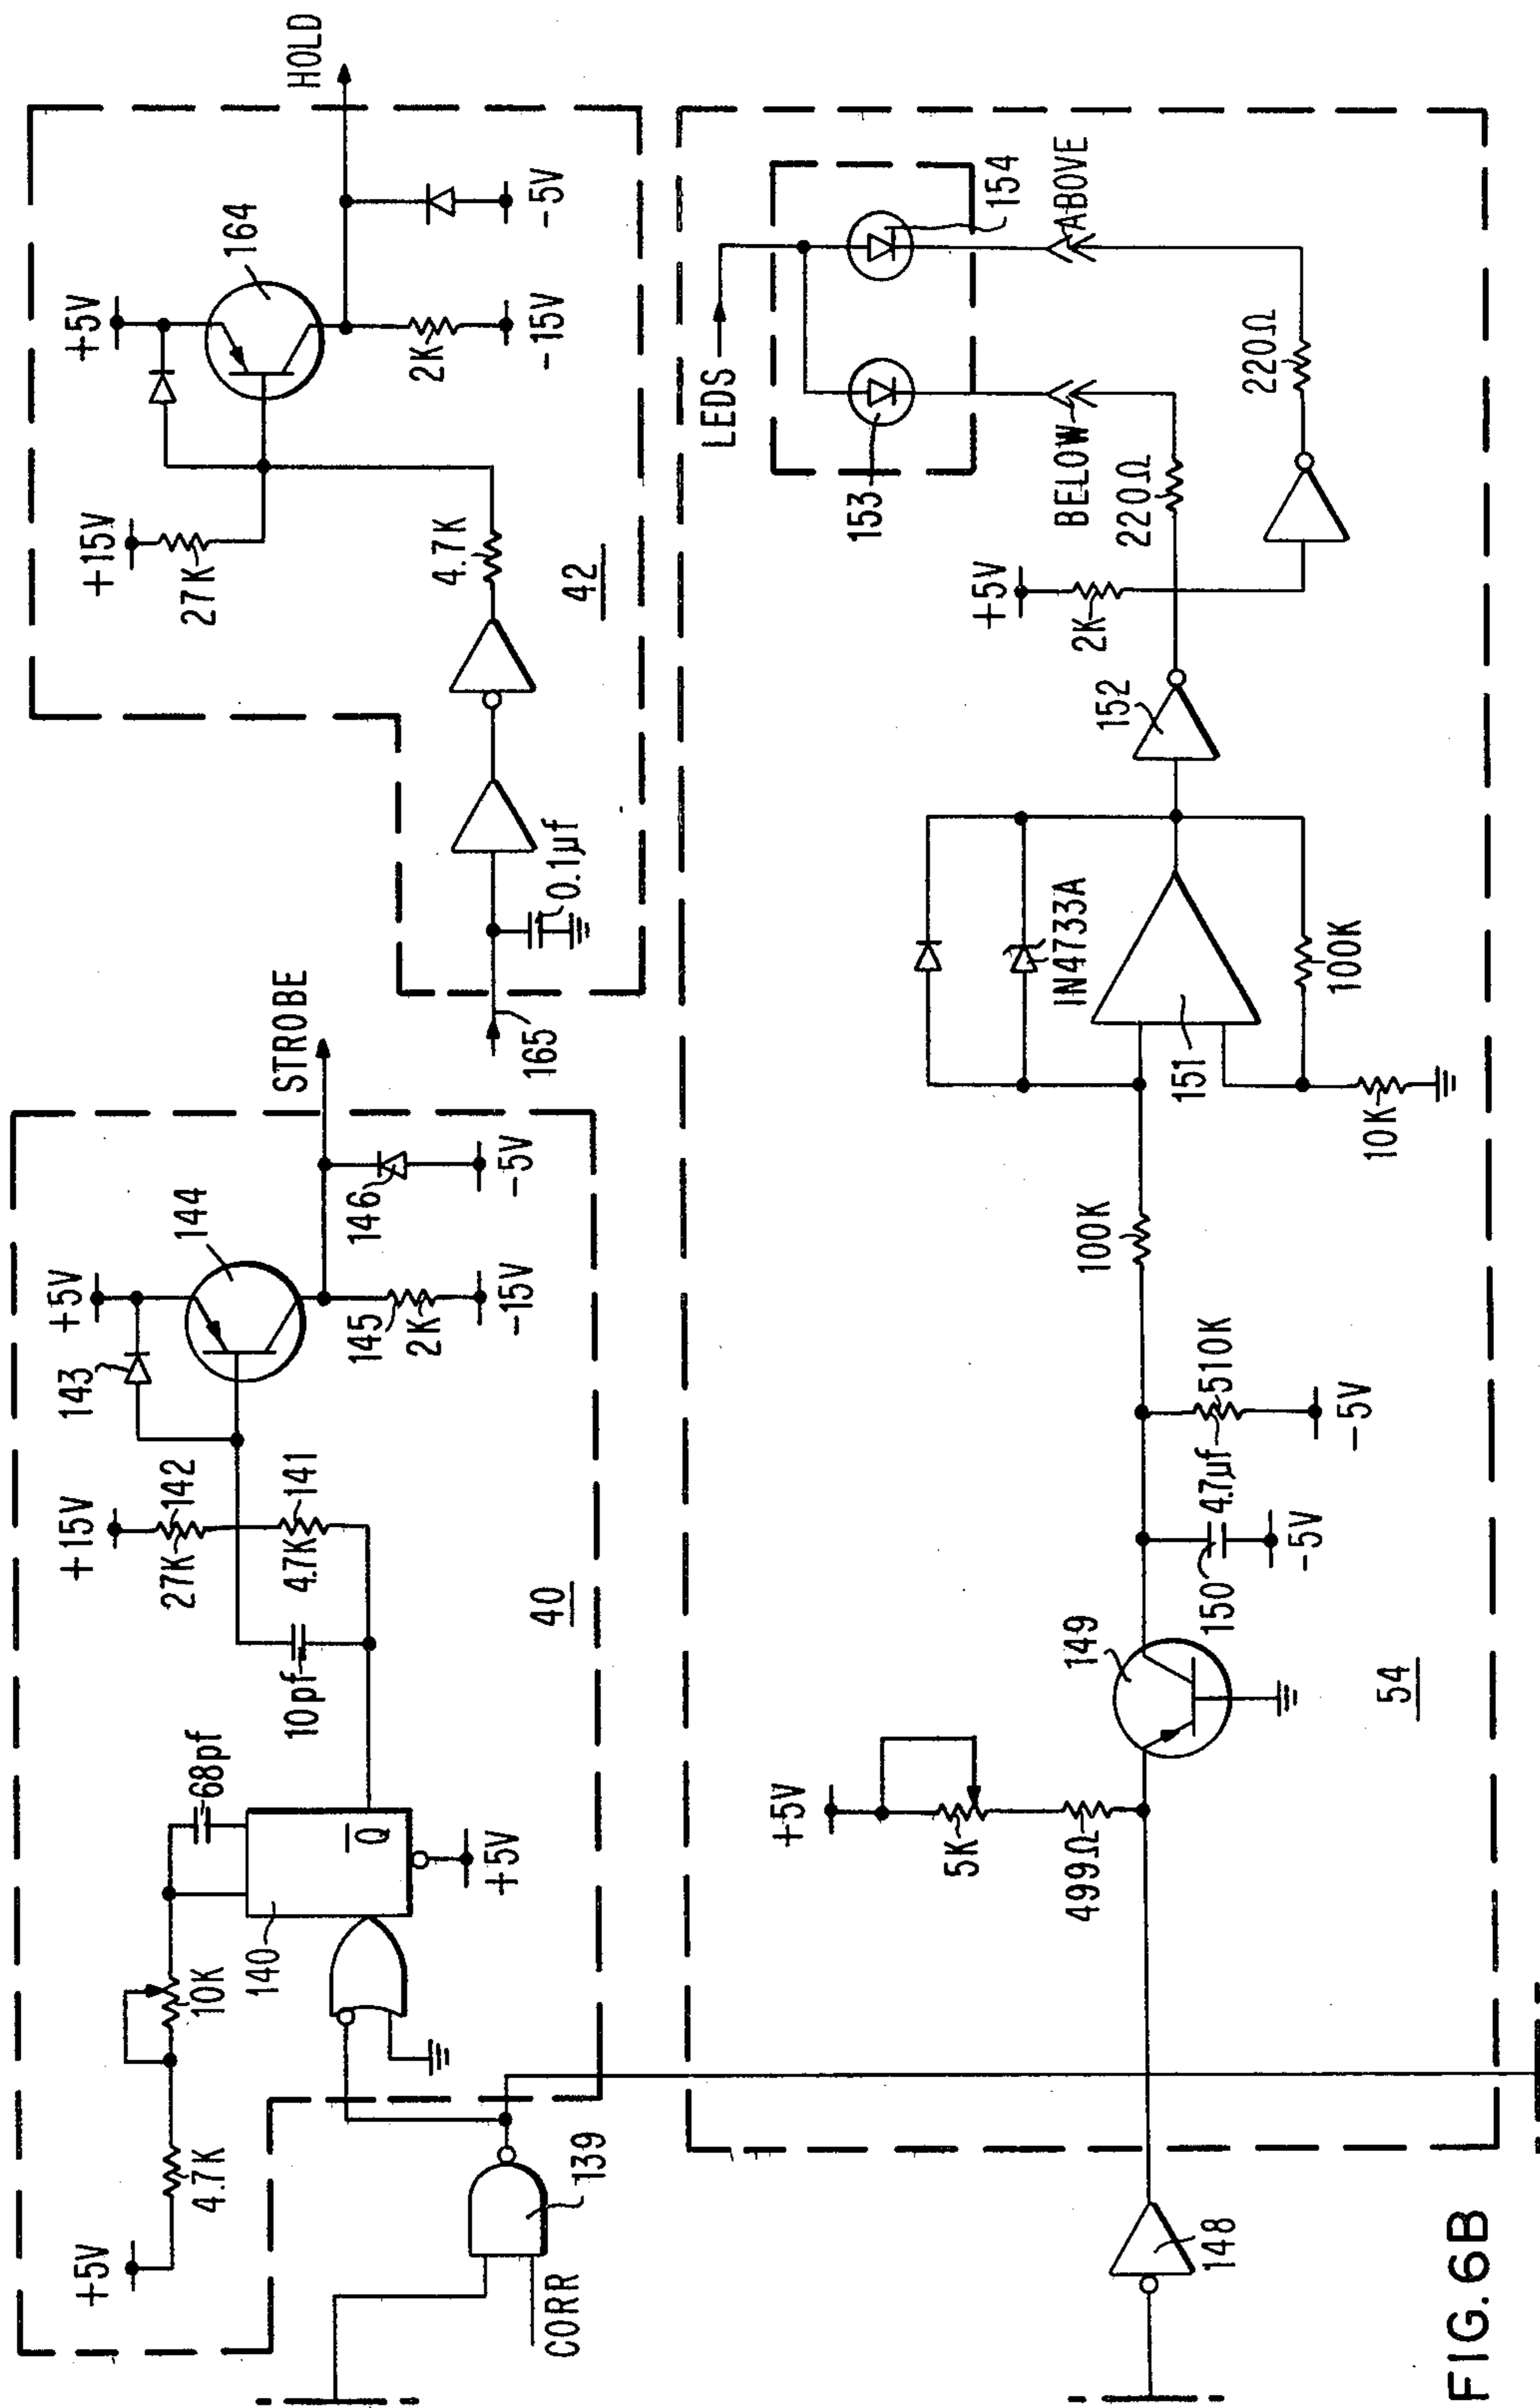 +5V
4.7K
10K
68pf
140
Q
+5V
139
CORR
10pf
+15V
27K
142
4.7K
141
143
+5V
144
145
2K
-15V
146
-5V
STROBE
40
165
0.1µf
42
4.7K
+15V
27K
+5V
164
2K
-15V
-5V
HOLD
148
+5V
5K
499Ω
149
150
4.7µf
510K
-5V
-5V
54
100K
151
IN4733A
100K
10K
152
+5V
2K
220Ω
BELOW
220Ω
ABOVE
LEDS
153
154
FIG.6B